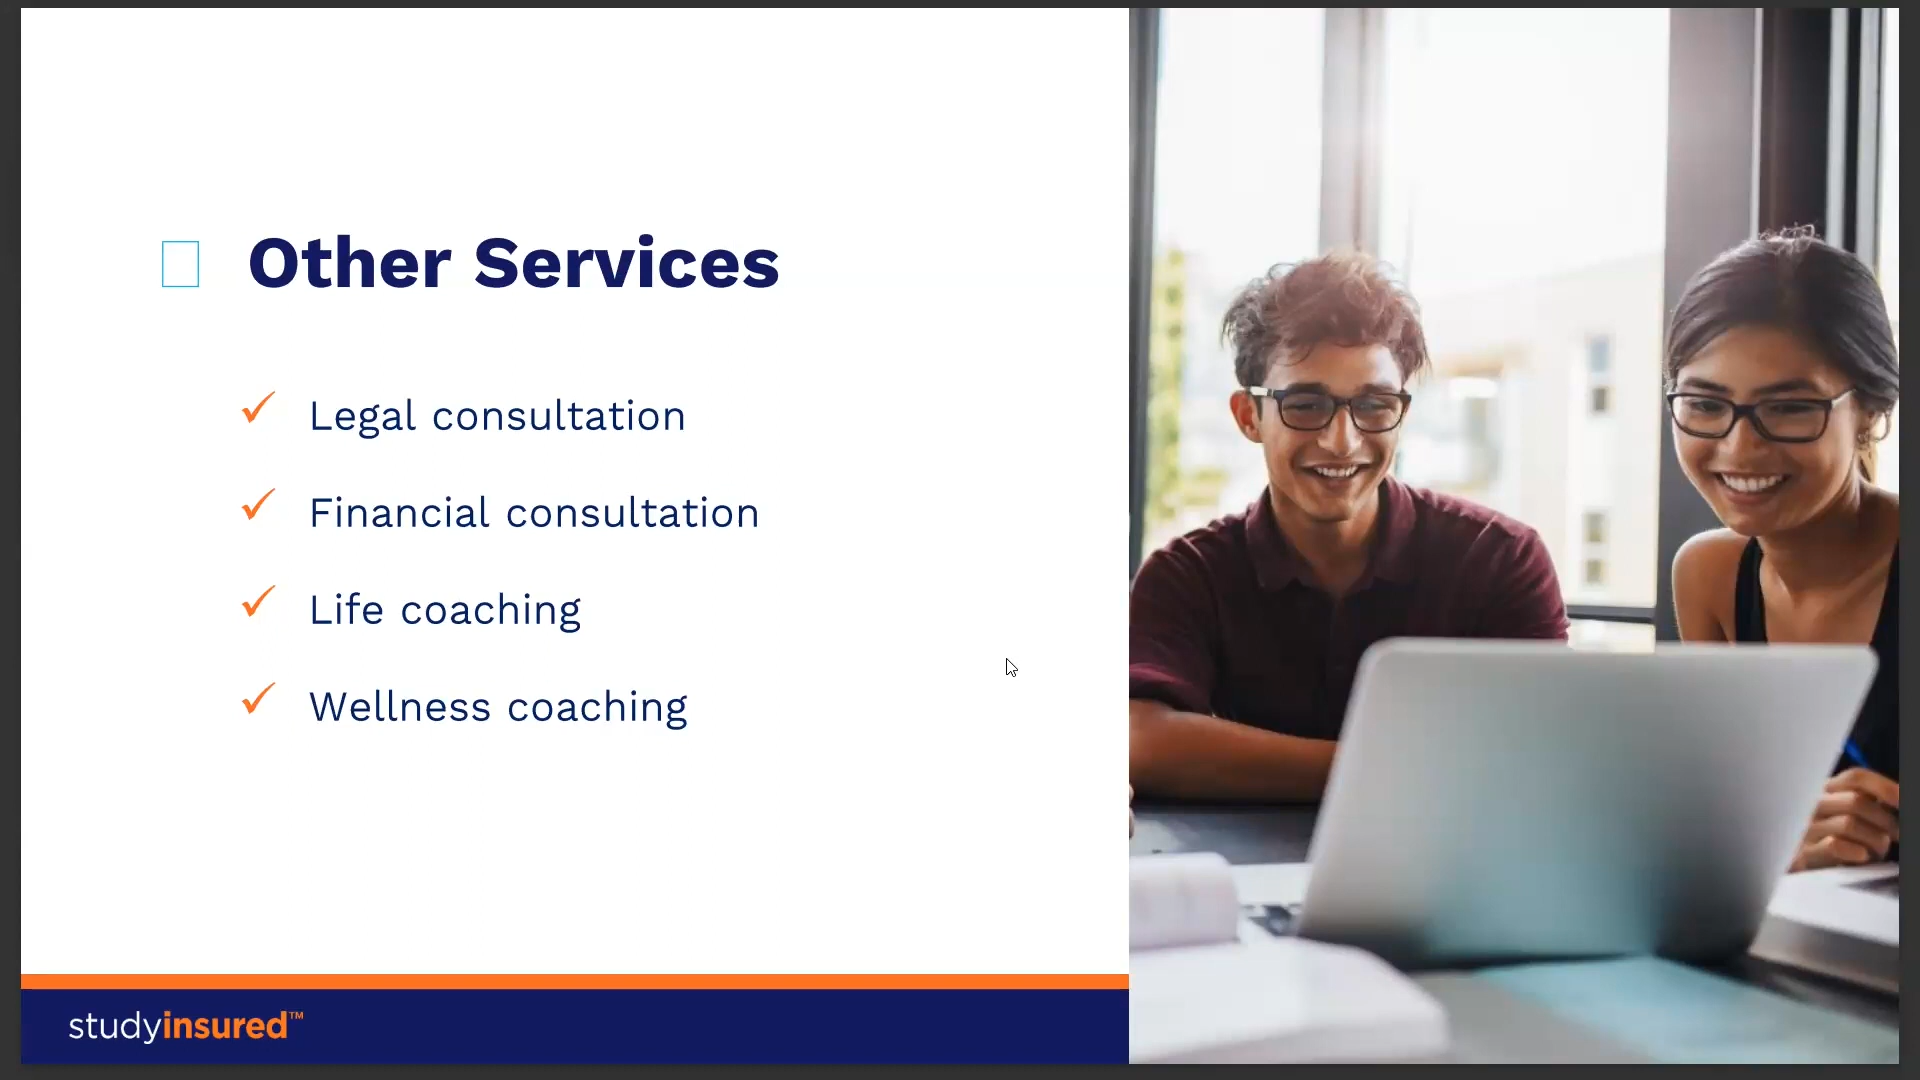 Other Services
Legal consultation
Financial consultation
Life coaching
Wellness coaching
studyinsured™